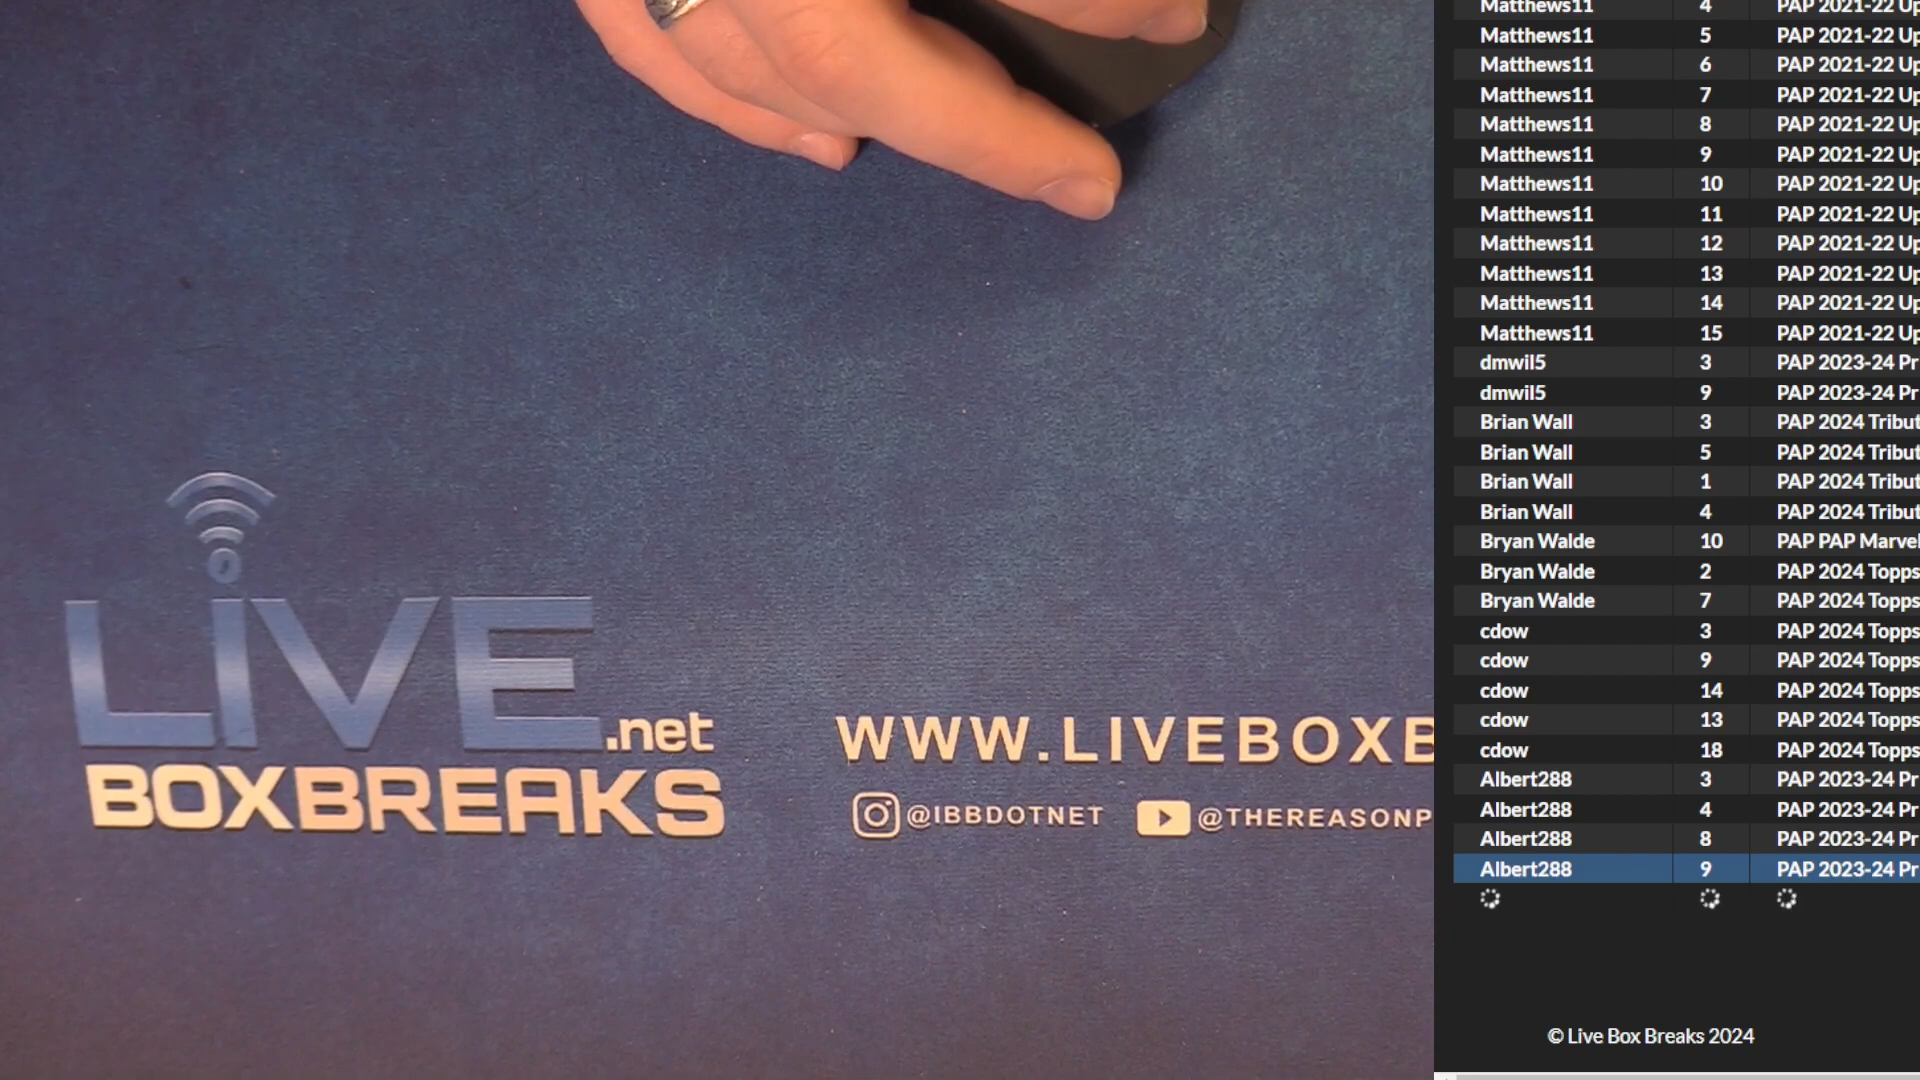 Matthews11 4 PAP 2021-22 Up
Matthews11 5 PAP 2021-22 Up
Matthews11 6 PAP 2021-22 Up
Matthews11 7 PAP 2021-22 Up
Matthews11 8 PAP 2021-22 Up
Matthews11 9 PAP 2021-22 Up
Matthews11 10 PAP 2021-22 Up
Matthews11 11 PAP 2021-22 Up
Matthews11 12 PAP 2021-22 Up
Matthews11 13 PAP 2021-22 Up
Matthews11 14 PAP 2021-22 Up
Matthews11 15 PAP 2021-22 Up
dmwil5 3 PAP 2023-24 Pr
dmwil5 9 PAP 2023-24 Pr
Brian Wall 3 PAP 2024 Tribut
Brian Wall 5 PAP 2024 Tribut
Brian Wall 1 PAP 2024 Tribut
Brian Wall 4 PAP 2024 Tribut
Bryan Walde 10 PAP PAP Marvel
Bryan Walde 2 PAP 2024 Topps
Bryan Walde 7 PAP 2024 Topps
cdow 3 PAP 2024 Topps
cdow 9 PAP 2024 Topps
cdow 14 PAP 2024 Topps
cdow 13 PAP 2024 Topps
cdow 18 PAP 2024 Topps
Albert288 3 PAP 2023-24 Pr
Albert288 4 PAP 2023-24 Pr
Albert288 8 PAP 2023-24 Pr
Albert288 9 PAP 2023-24 Pr
© Live Box Breaks 2024
LiVE.net
BOXBREAKS
WWW.LIVEBOXB
@IBBDOTNET @THEREASONP